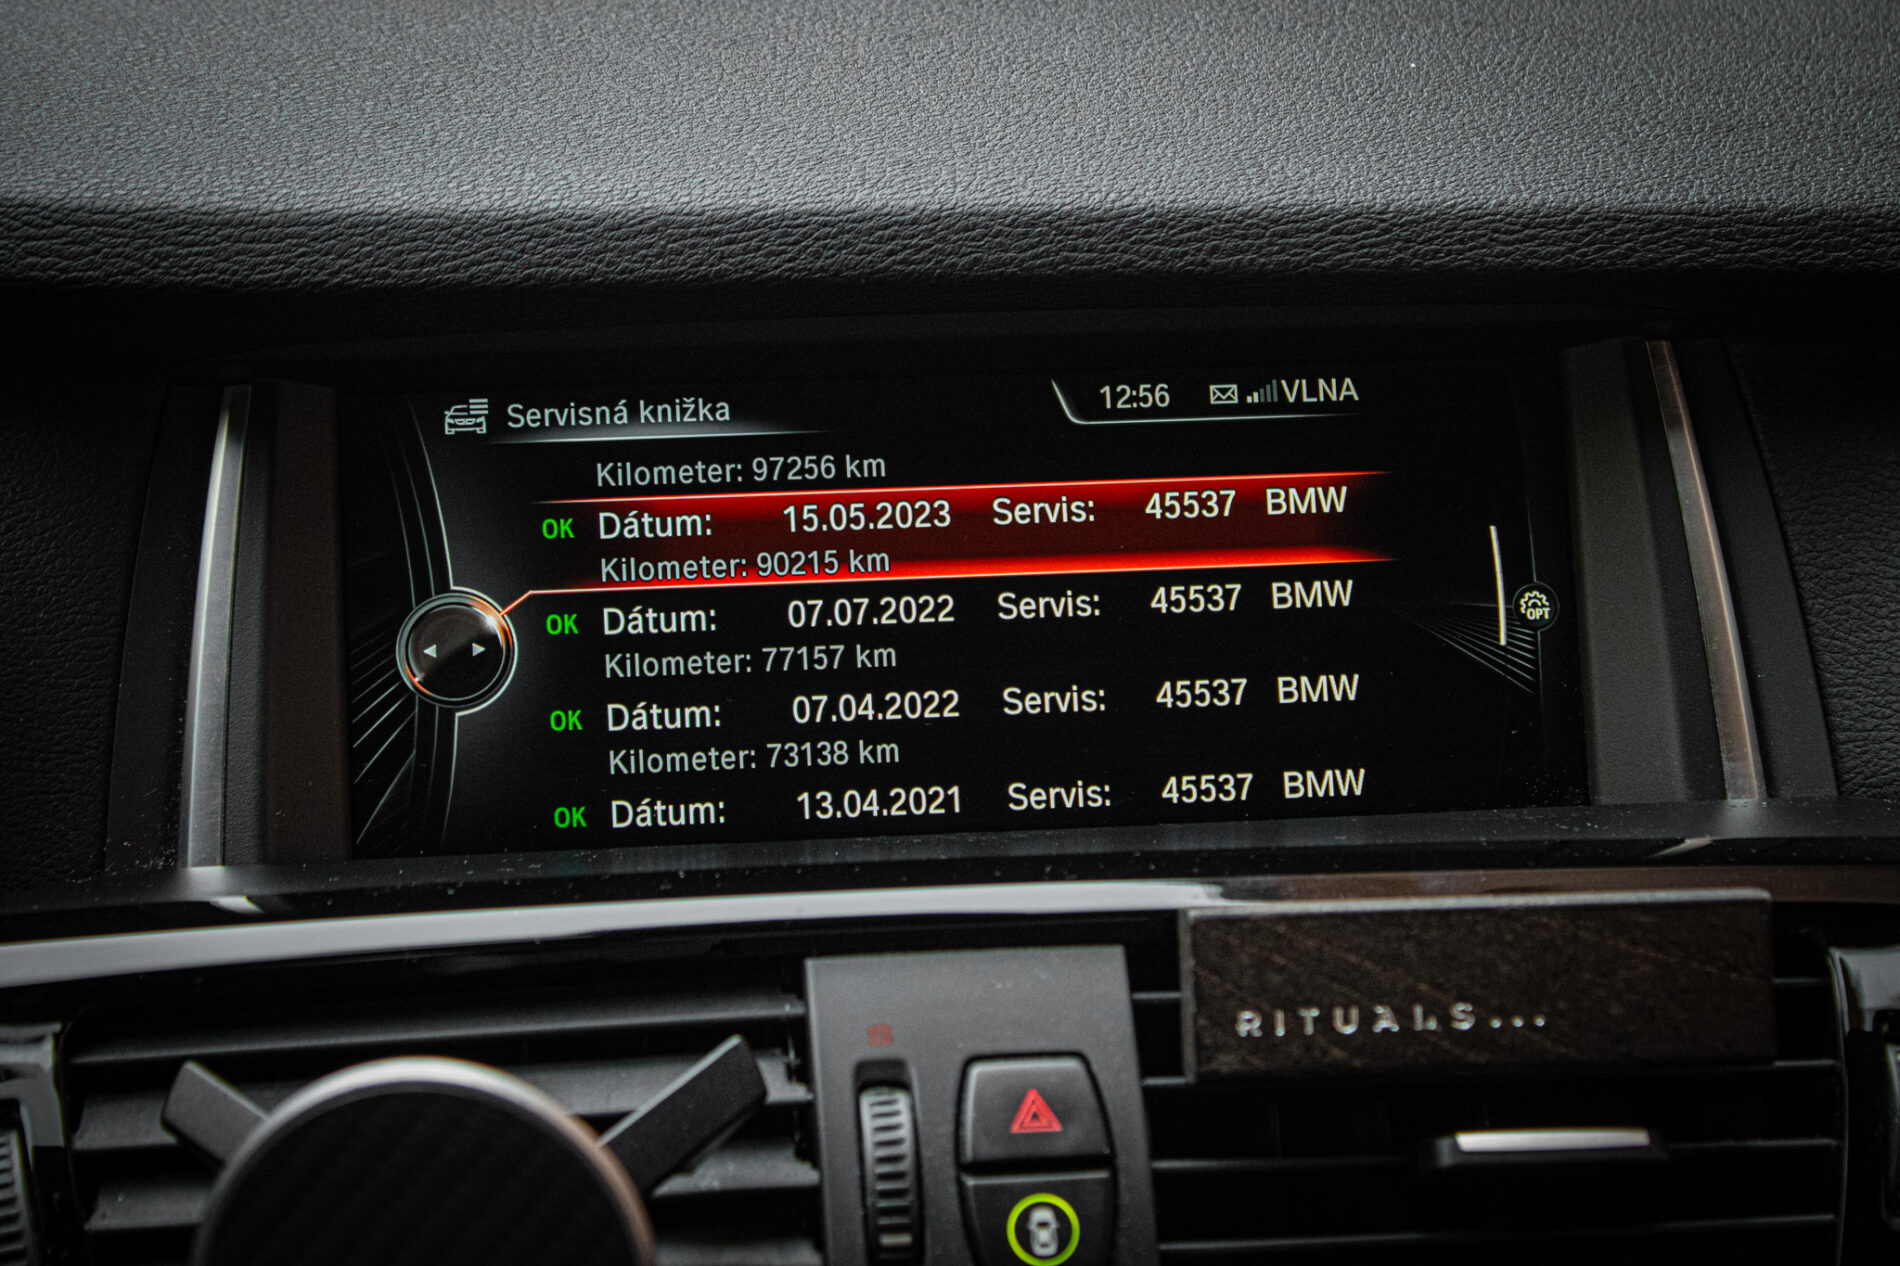 Servisná knižka
12:56 VLNA
Kilometer: 97256 km
OK Dátum: 15.05.2023 Servis: 45537 BMW
Kilometer: 90215 km
OK Dátum: 07.07.2022 Servis: 45537 BMW
Kilometer: 77157 km
OK Dátum: 07.04.2022 Servis: 45537 BMW
Kilometer: 73138 km
OK Dátum: 13.04.2021 Servis: 45537 BMW
OPT
RITUALS...